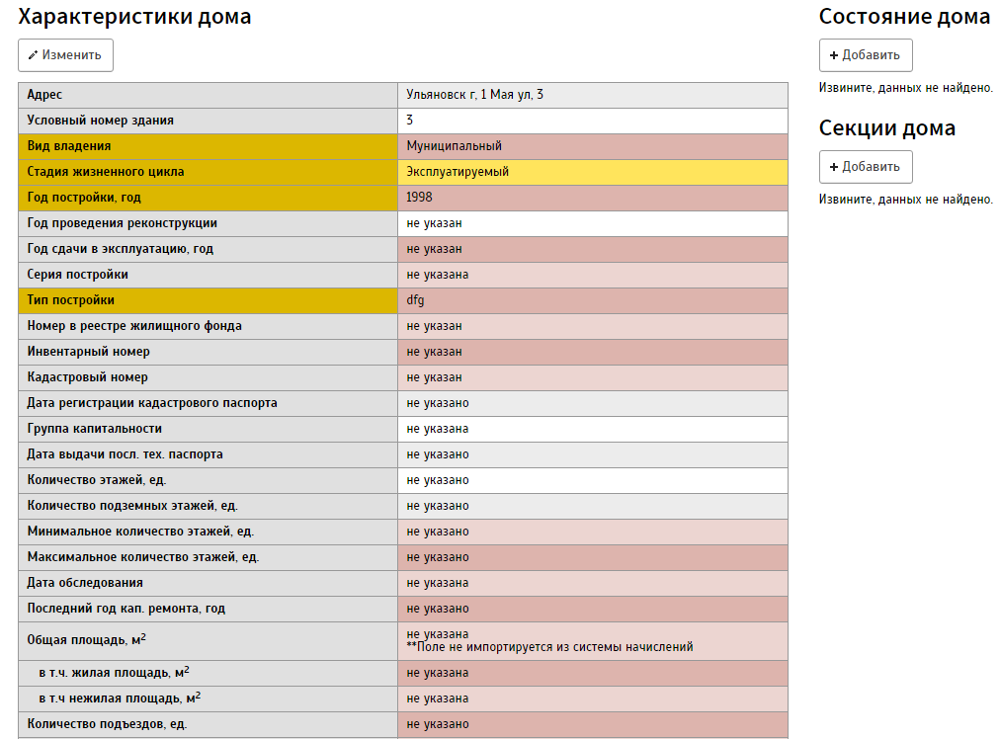 Характеристики дома
Изменить
Адрес Ульяновск г, 1 Мая ул, 3
Условный номер здания 3
Вид владения Муниципальный
Стадия жизненного цикла Эксплуатируемый
Год постройки, год 1998
Год проведения реконструкции не указан
Год сдачи в эксплуатацию, год не указан
Серия постройки не указана
Тип постройки dfg
Номер в реестре жилищного фонда не указан
Инвентарный номер не указан
Кадастровый номер не указан
Дата регистрации кадастрового паспорта не указано
Группа капитальности не указана
Дата выдачи посл. тех. паспорта не указано
Количество этажей, ед. не указано
Количество подземных этажей, ед. не указано
Минимальное количество этажей, ед. не указано
Максимальное количество этажей, ед. не указано
Дата обследования не указана
Последний год кап. ремонта, год не указано
Общая площадь, м² не указана
**Поле не импортируется из системы начислений
в т.ч. жилая площадь, м² не указана
в т.ч нежилая площадь, м² не указана
Количество подъездов, ед. не указано
Состояние дома
+ Добавить
Извините, данных не найдено.
Секции дома
+ Добавить
Извините, данных не найдено.